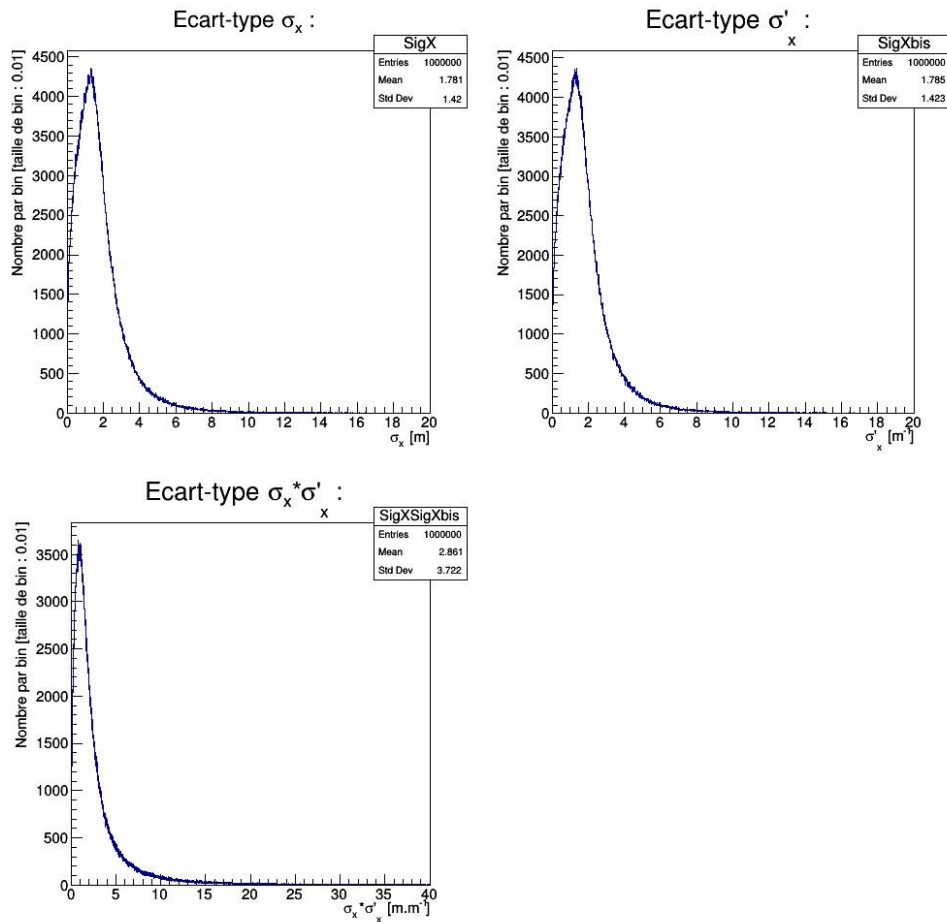 Ecart-type σₓ :
SigX
Entries 1000000
Mean 1.781
Std Dev 1.42
Nombre par bin [taille de bin : 0.01]
4500
4000
3500
3000
2500
2000
1500
1000
500
0
0 2 4 6 8 10 12 14 16 18 20
σₓ [m]
Ecart-type σ'ₓ :
SigXbis
Entries 1000000
Mean 1.785
Std Dev 1.423
Nombre par bin [taille de bin : 0.01]
4500
4000
3500
3000
2500
2000
1500
1000
500
0
0 2 4 6 8 10 12 14 16 18 20
σ'ₓ [m⁻¹]
Ecart-type σₓ*σ'ₓ :
SigXSigXbis
Entries 1000000
Mean 2.861
Std Dev 3.722
Nombre par bin [taille de bin : 0.01]
3500
3000
2500
2000
1500
1000
500
0
0 5 10 15 20 25 30 35 40
σₓ*σ'ₓ [m.m⁻¹]